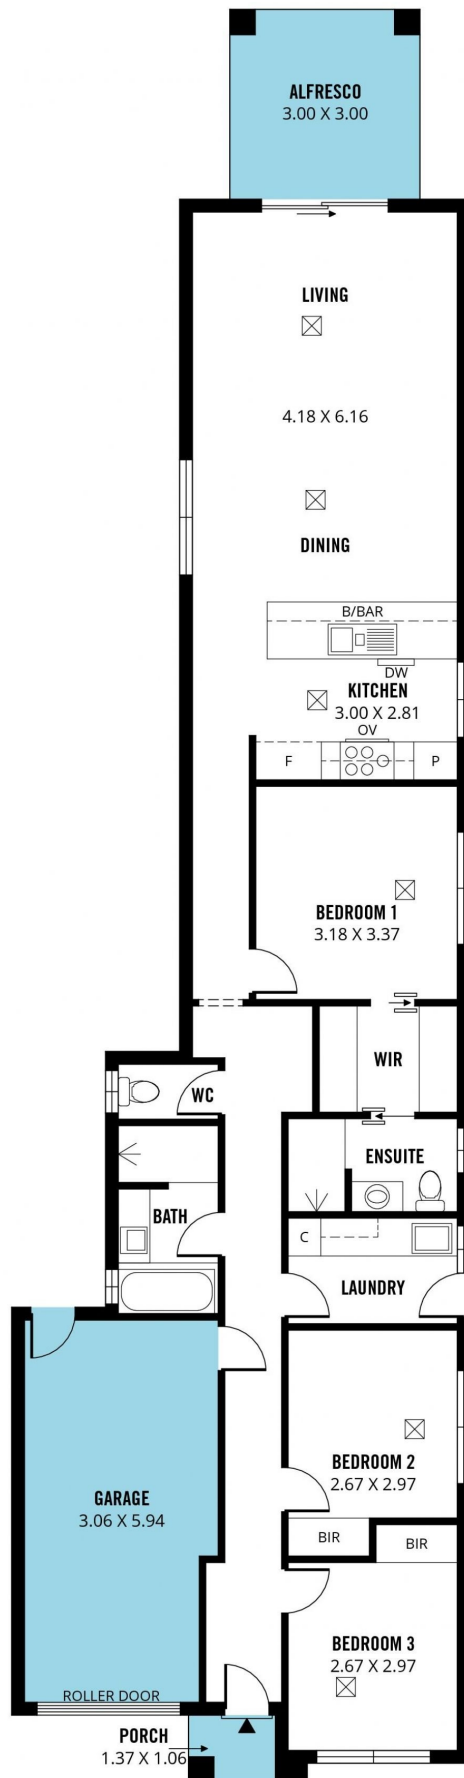 ALFRESCO
3.00 X 3.00
LIVING
4.18 X 6.16
DINING
B/BAR
DW
KITCHEN
3.00 X 2.81
OV
F
P
BEDROOM 1
3.18 X 3.37
WIR
WC
ENSUITE
BATH
C
LAUNDRY
BEDROOM 2
2.67 X 2.97
GARAGE
3.06 X 5.94
BIR
BIR
BEDROOM 3
2.67 X 2.97
ROLLER DOOR
PORCH
1.37 X 1.06